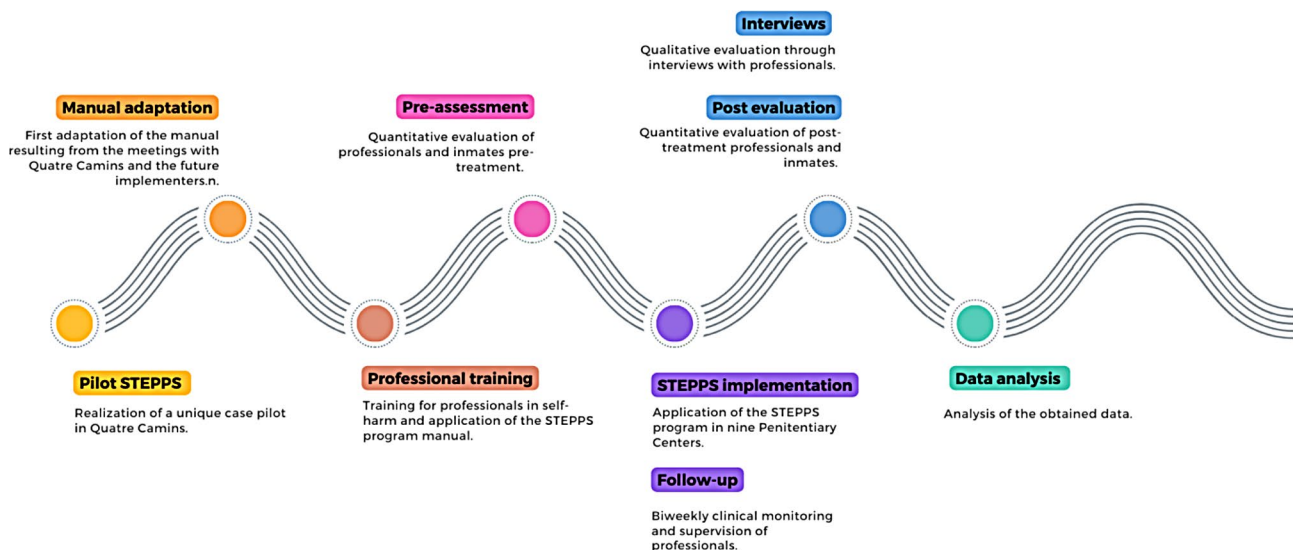 Interviews
Qualitative evaluation through
interviews with professionals.
Manual adaptation
First adaptation of the manual
resulting from the meetings with
Quatre Camins and the future
implementers.n.
Pre-assessment
Quantitative evaluation of
professionals and inmates pre-
treatment.
Post evaluation
Quantitative evaluation of post-
treatment professionals and
inmates.
Pilot STEPPS
Realization of a unique case pilot
in Quatre Camins.
Professional training
Training for professionals in self-
harm and application of the STEPPS
program manual.
STEPPS implementation
Application of the STEPPS
program in nine Penitentiary
Centers.
Follow-up
Biweekly clinical monitoring
and supervision of
professionals.
Data analysis
Analysis of the obtained data.